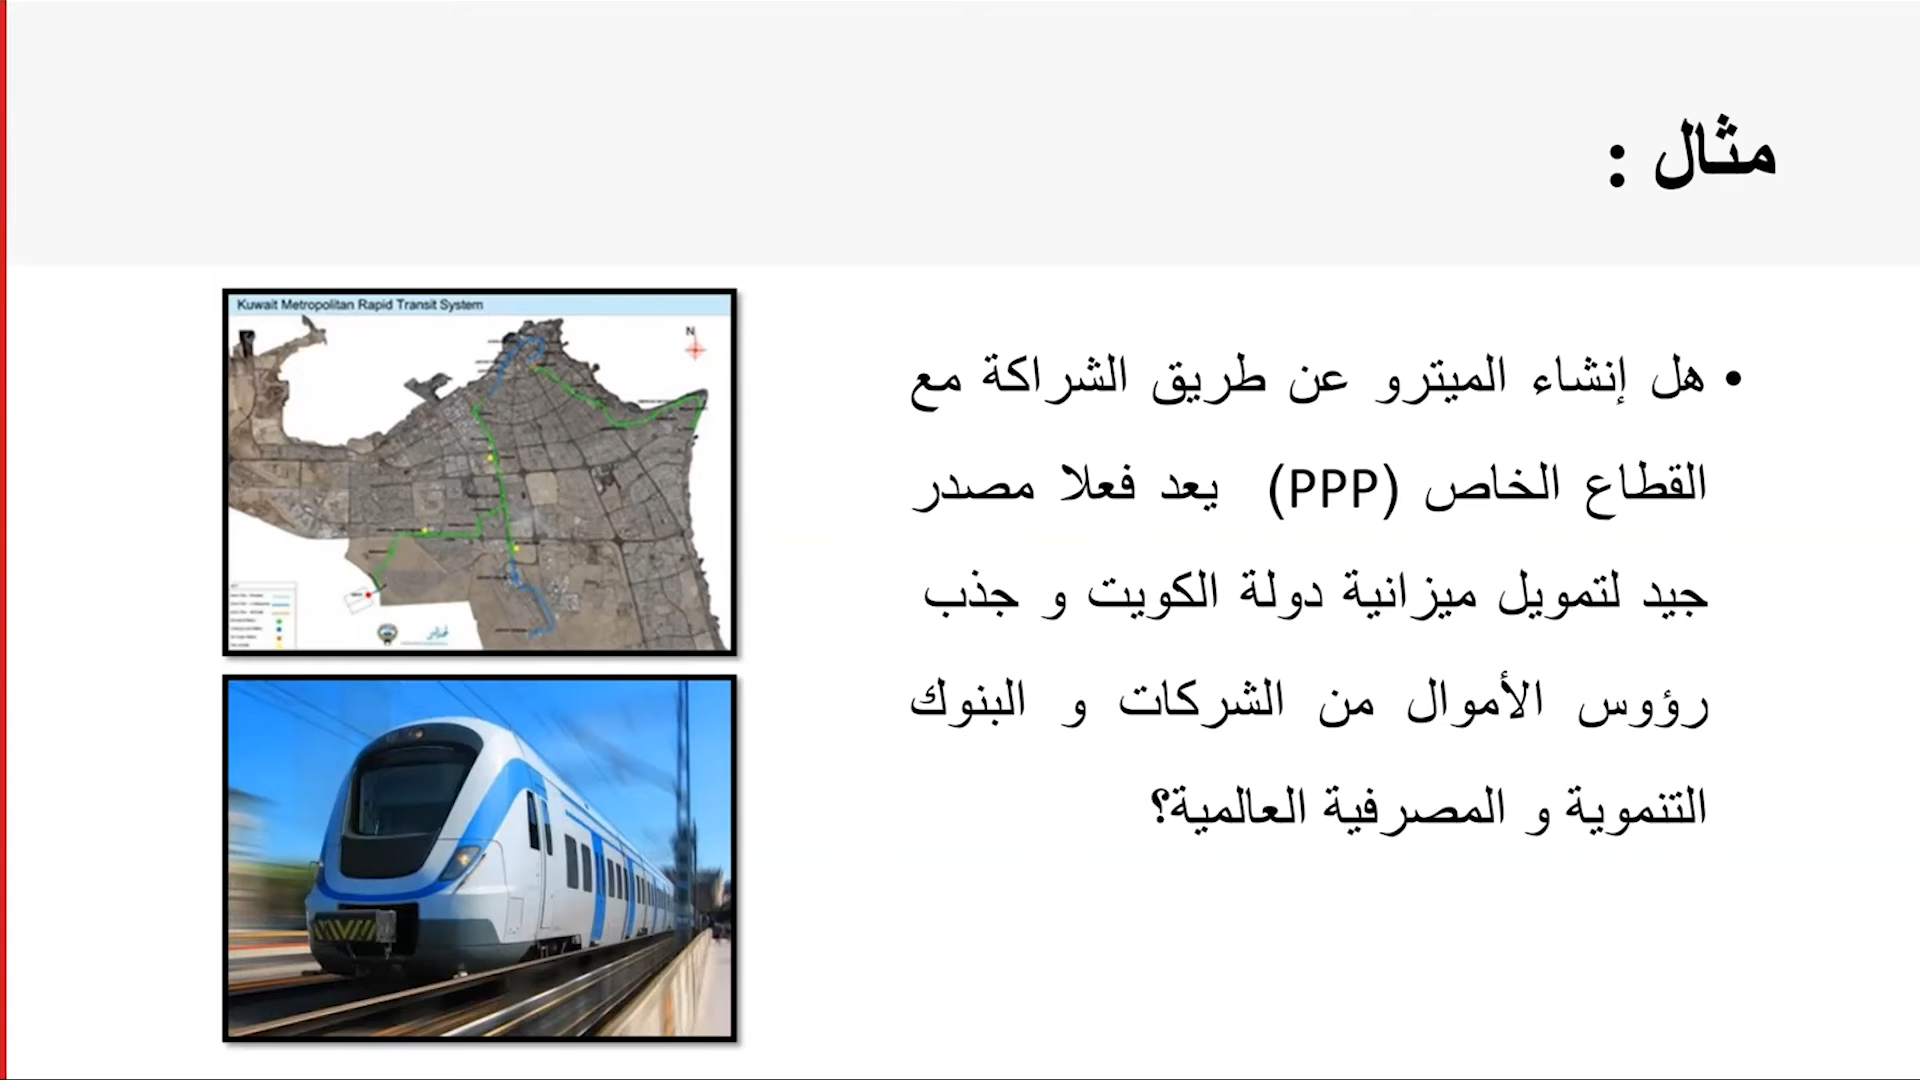 مثال :
هل إنشاء الميترو عن طريق الشراكة مع
القطاع الخاص (PPP) يعد فعلا مصدر
جيد لتمويل ميزانية دولة الكويت و جذب
رؤوس الأموال من الشركات و البنوك
التنموية و المصرفية العالمية؟
Kuwait Metropolitan Rapid Transit System
N